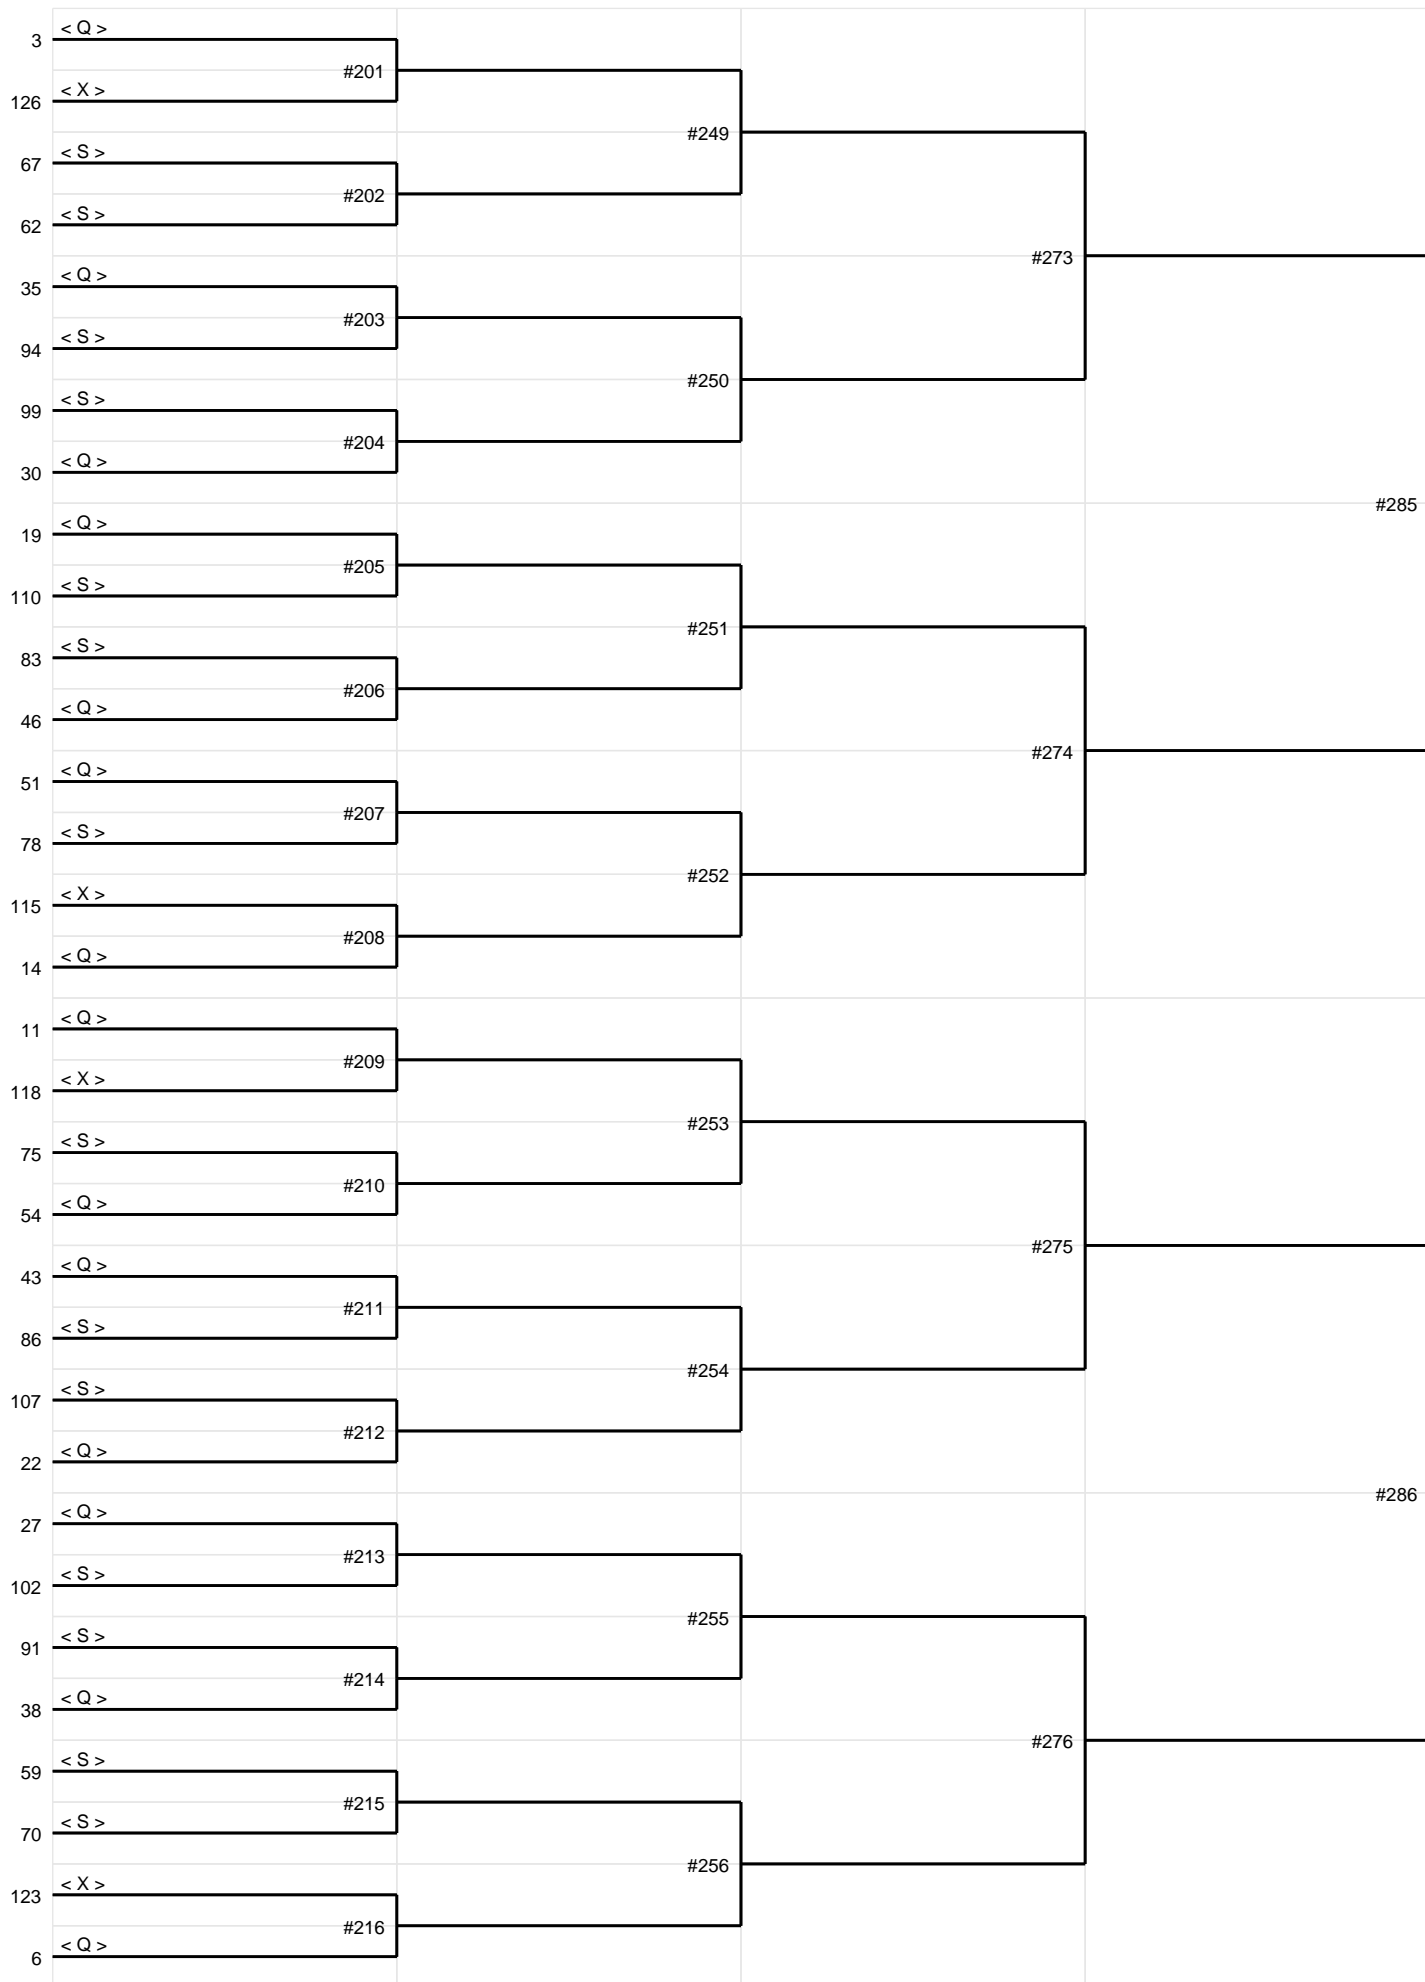 < Q >
3
#201
< X >
126
#249
< S >
67
#202
< S >
62
#273
< Q >
35
#203
< S >
94
#250
< S >
99
#204
< Q >
30
#285
< Q >
19
#205
< S >
110
#251
< S >
83
#206
< Q >
46
#274
< Q >
51
#207
< S >
78
#252
< X >
115
#208
< Q >
14
< Q >
11
#209
< X >
118
#253
< S >
75
#210
< Q >
54
#275
< Q >
43
#211
< S >
86
#254
< S >
107
#212
< Q >
22
#286
< Q >
27
#213
< S >
102
#255
< S >
91
#214
< Q >
38
#276
< S >
59
#215
< S >
70
#256
< X >
123
#216
< Q >
6